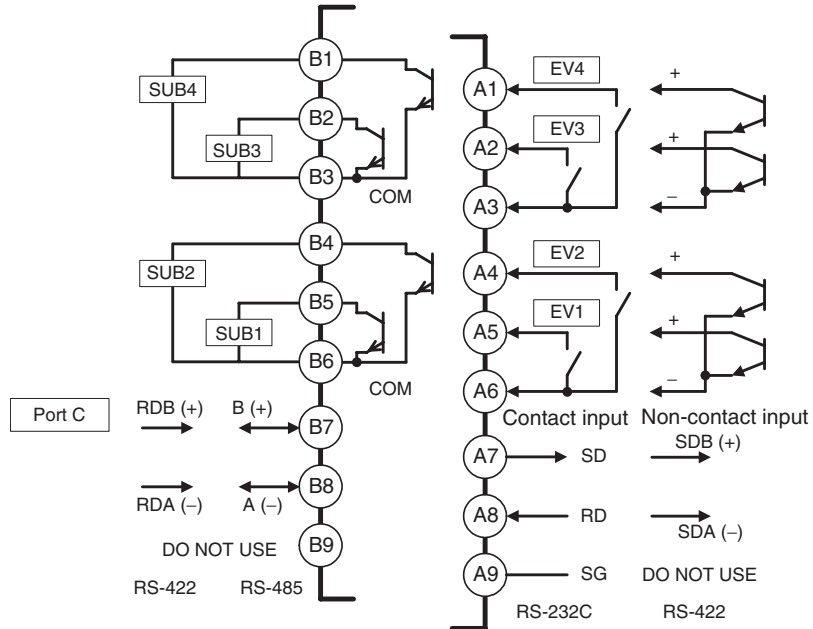 B1
SUB4
B2
SUB3
B3
COM
B4
SUB2
B5
SUB1
B6
COM
Port C
RDB (+) B (+)
B7
B8
RDA (−) A (−)
DO NOT USE
B9
RS-422 RS-485
A1
EV4
+
EV3
A2
+
A3
−
A4
EV2
+
EV1
A5
+
A6
−
Contact input Non-contact input
A7
SD
SDB (+)
A8
RD
SDA (−)
A9
SG
DO NOT USE
RS-232C RS-422